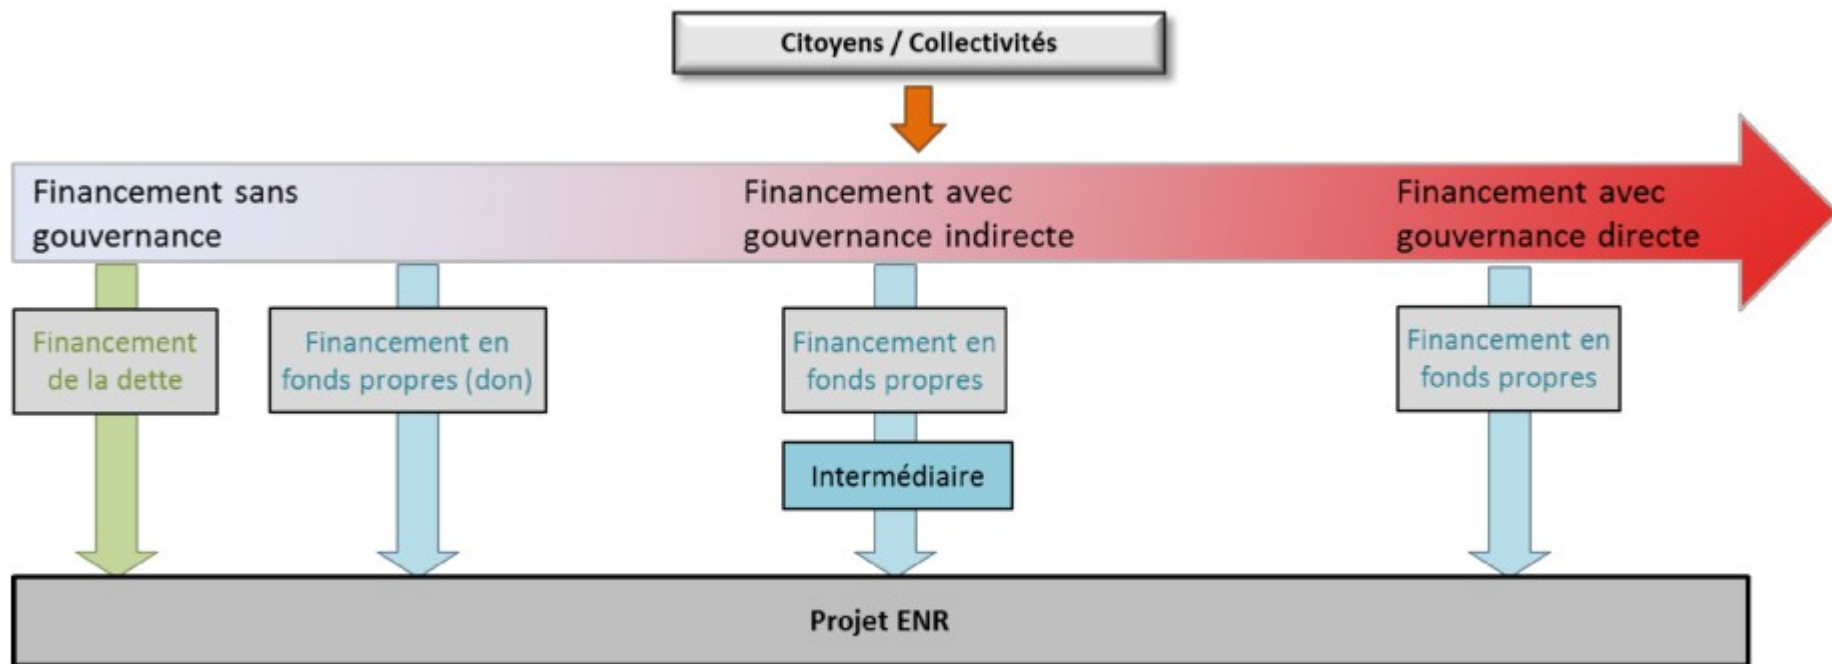 Citoyens / Collectivités
Financement sans
gouvernance
Financement avec
gouvernance indirecte
Financement avec
gouvernance directe
Financement
de la dette
Financement en
fonds propres (don)
Financement en
fonds propres
Financement en
fonds propres
Intermédiaire
Projet ENR